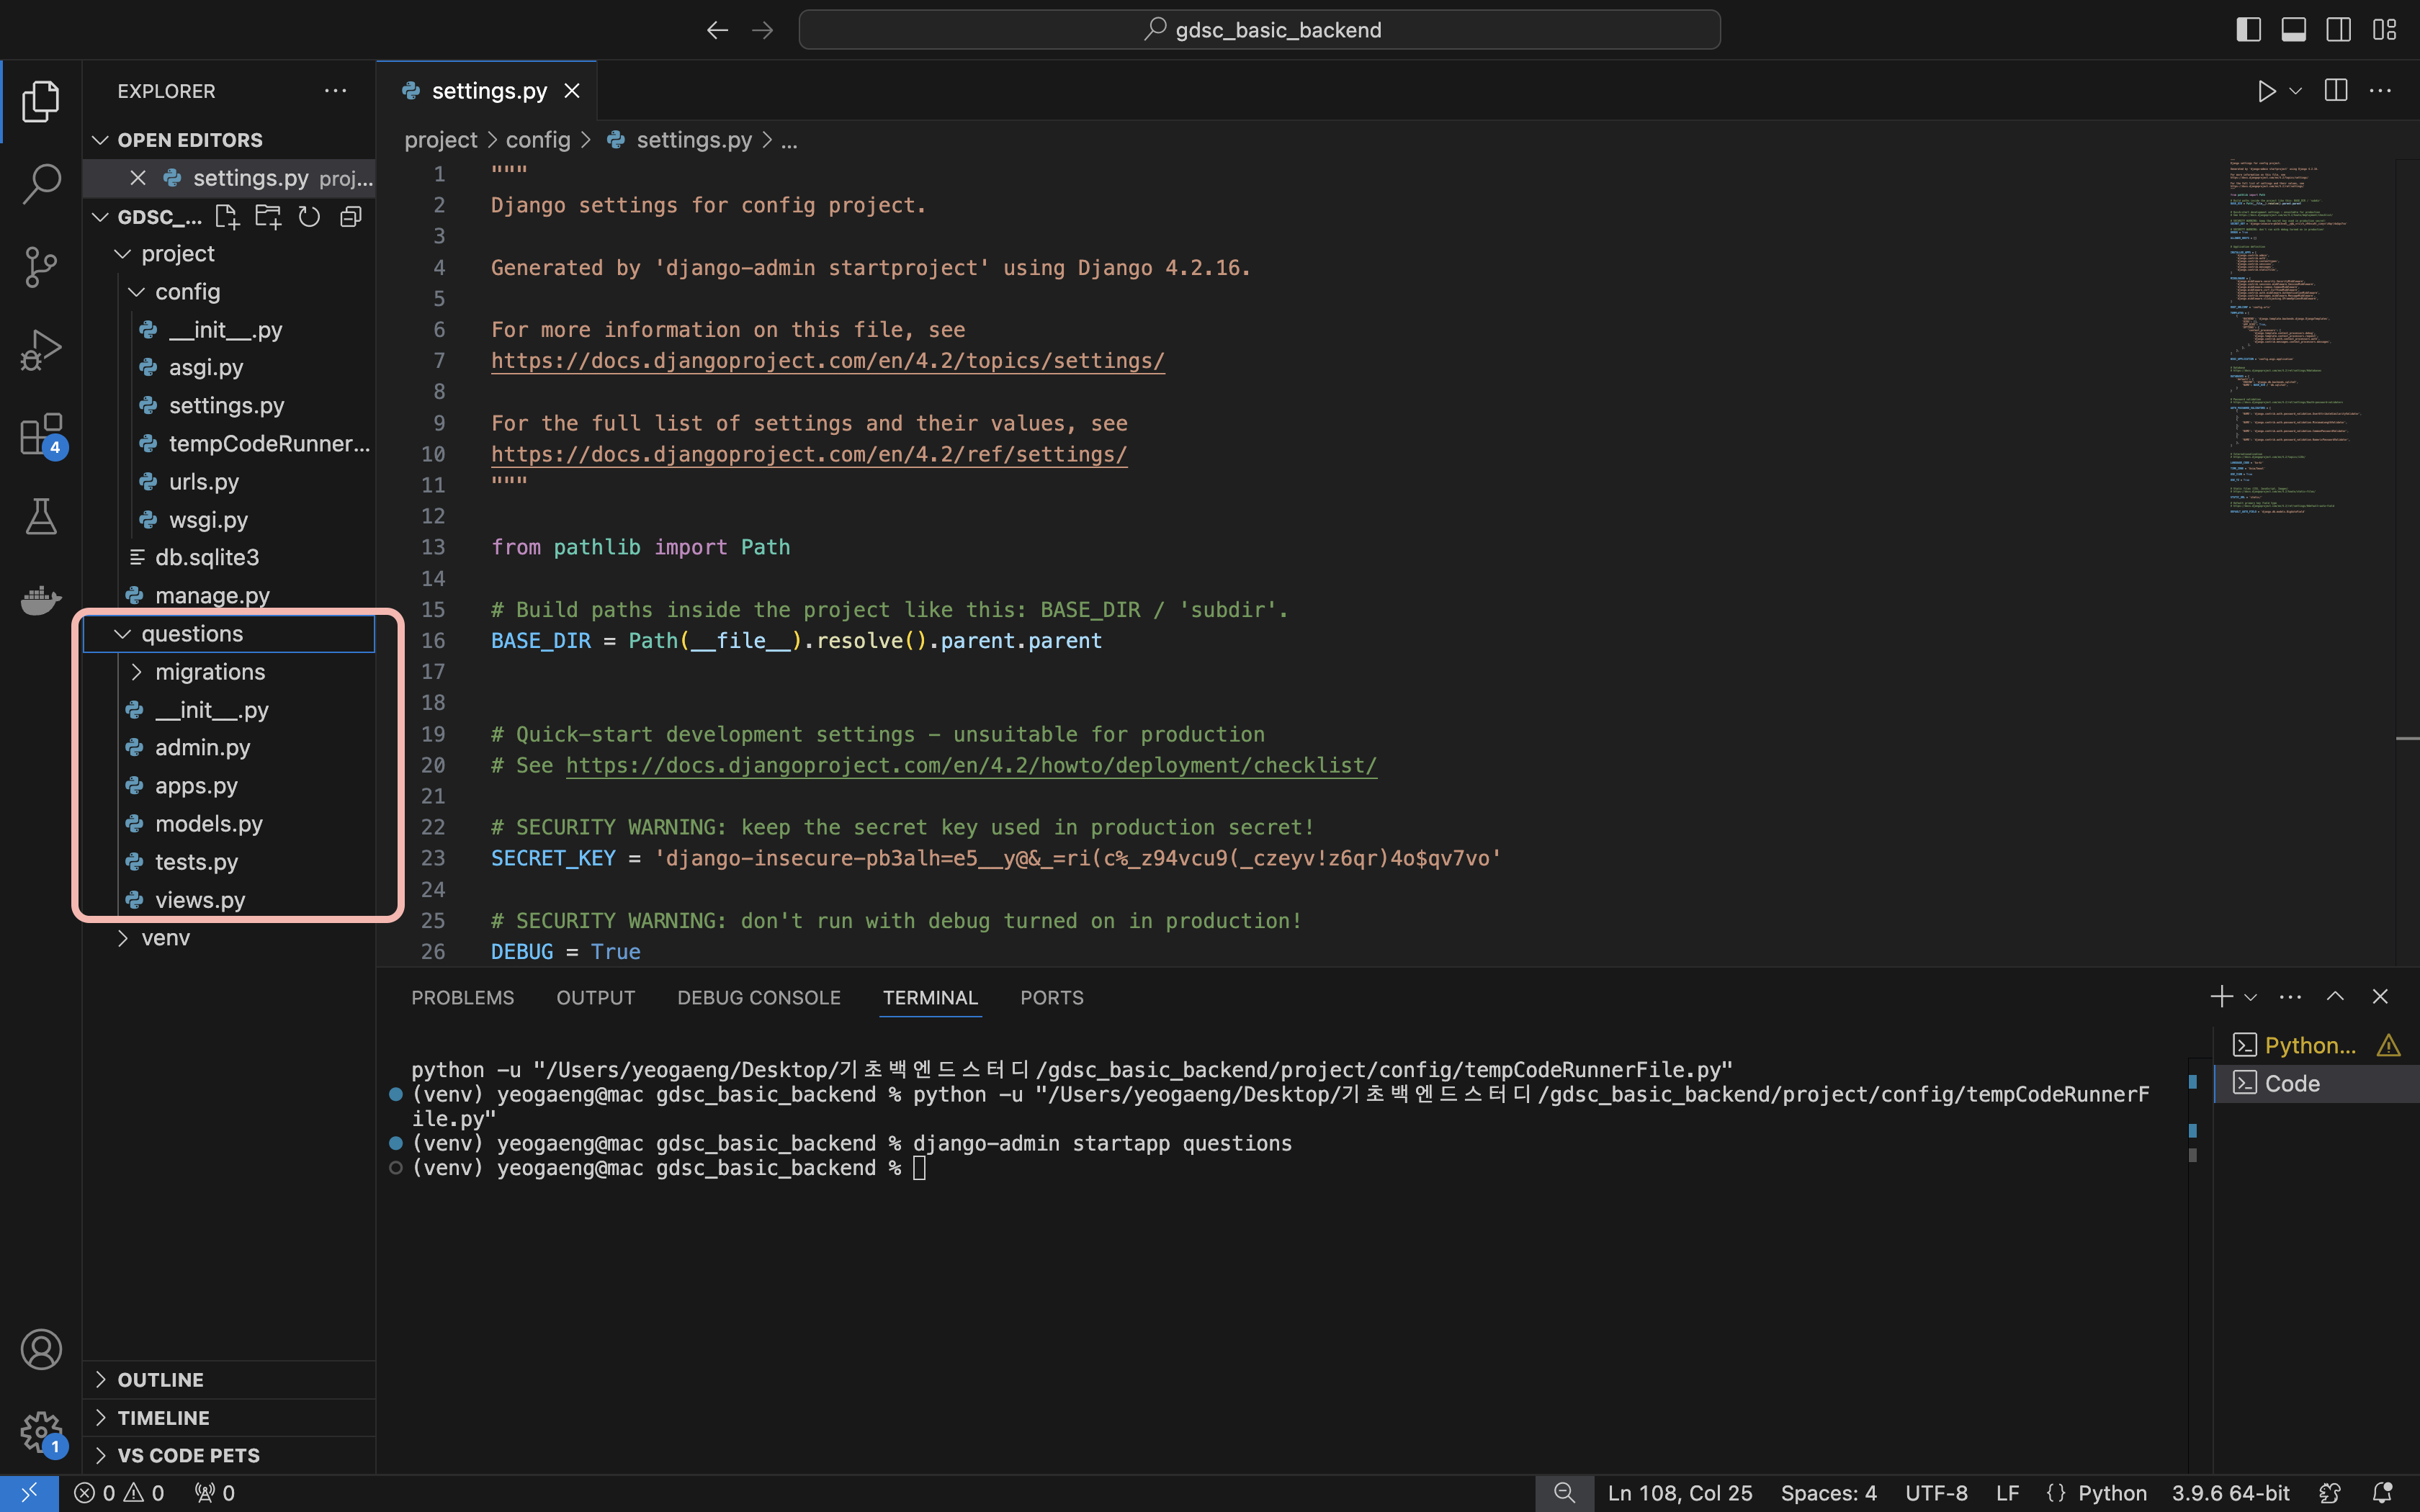 gdsc_basic_backend
EXPLORER
settings.py
OPEN EDITORS
project > config > settings.py > ...
settings.py proj...
GDSC_...
project
config
__init__.py
asgi.py
settings.py
tempCodeRunner...
urls.py
wsgi.py
db.sqlite3
manage.py
questions
migrations
__init__.py
admin.py
apps.py
models.py
tests.py
views.py
venv
OUTLINE
TIMELINE
VS CODE PETS
4
1
1 """
2 Django settings for config project.
3
4 Generated by 'django-admin startproject' using Django 4.2.16.
5
6 For more information on this file, see
7 https://docs.djangoproject.com/en/4.2/topics/settings/
8
9 For the full list of settings and their values, see
10 https://docs.djangoproject.com/en/4.2/ref/settings/
11 """
12
13 from pathlib import Path
14
15 # Build paths inside the project like this: BASE_DIR / 'subdir'.
16 BASE_DIR = Path(__file__).resolve().parent.parent
17
18
19 # Quick-start development settings - unsuitable for production
20 # See https://docs.djangoproject.com/en/4.2/howto/deployment/checklist/
21
22 # SECURITY WARNING: keep the secret key used in production secret!
23 SECRET_KEY = 'django-insecure-pb3alh=e5__y@&_=ri(c%_z94vcu9(_czeyv!z6qr)4o$qv7vo'
24
25 # SECURITY WARNING: don't run with debug turned on in production!
26 DEBUG = True
PROBLEMS OUTPUT DEBUG CONSOLE TERMINAL PORTS
python -u "/Users/yeogaeng/Desktop/기초백엔드스터디/gdsc_basic_backend/project/config/tempCodeRunnerFile.py"
(venv) yeogaeng@mac gdsc_basic_backend % python -u "/Users/yeogaeng/Desktop/기초백엔드스터디/gdsc_basic_backend/project/config/tempCodeRunnerF
ile.py"
(venv) yeogaeng@mac gdsc_basic_backend % django-admin startapp questions
(venv) yeogaeng@mac gdsc_basic_backend %
Python...
Code
0 0 0
Ln 108, Col 25 Spaces: 4 UTF-8 LF {} Python 3.9.6 64-bit